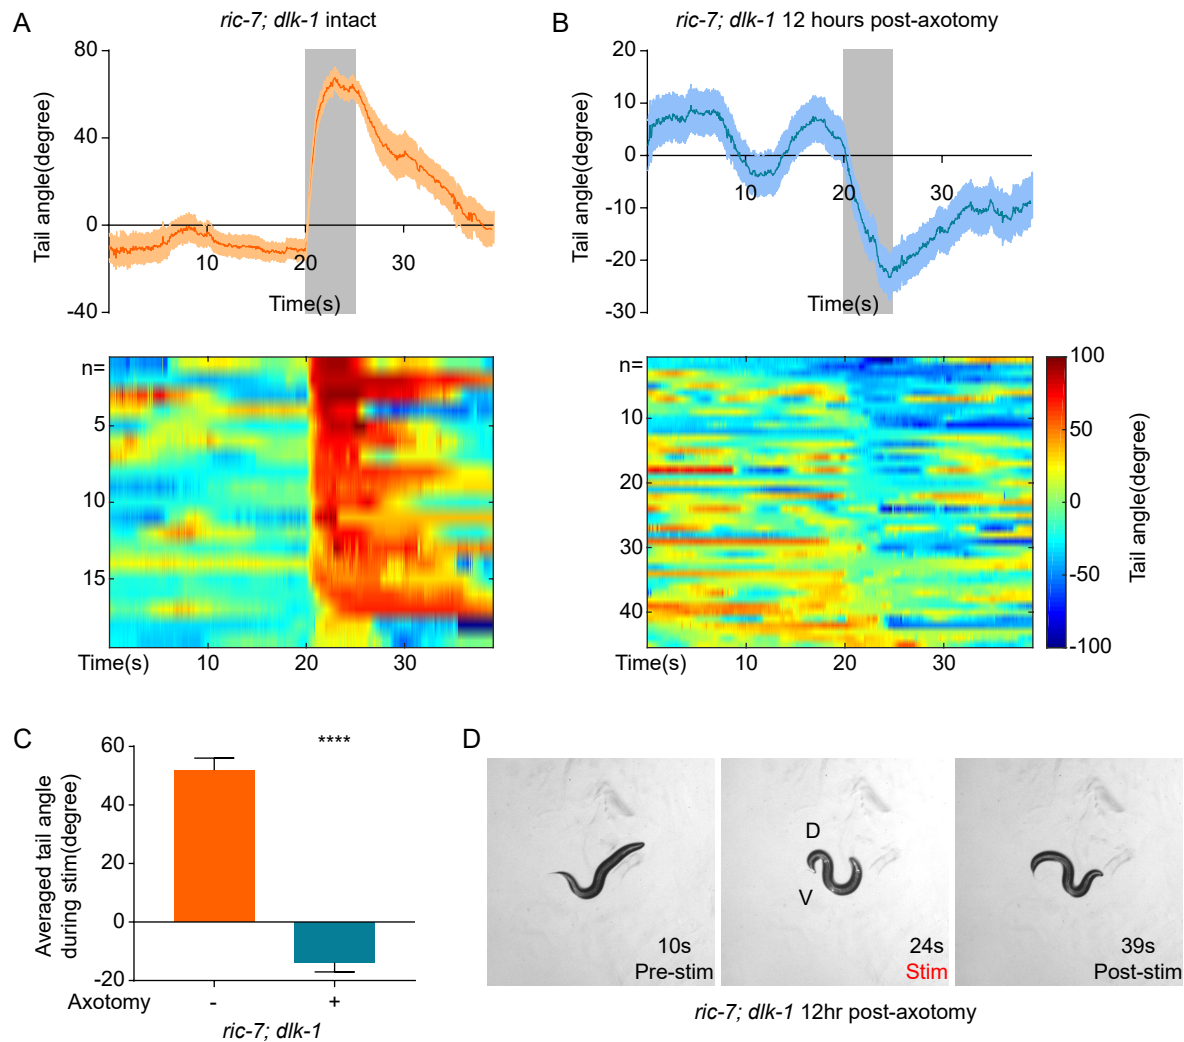 A
ric-7; dlk-1 intact
80
40
0
-40
Tail angle(degree)
10
20
30
Time(s)
n=
5
10
15
Time(s)
10
20
30
B
ric-7; dlk-1 12 hours post-axotomy
20
10
0
-10
-20
-30
Tail angle(degree)
10
20
30
Time(s)
n=
10
20
30
40
Time(s)
10
20
30
100
50
0
-50
-100
Tail angle(degree)
C
60
40
20
0
-20
Averaged tail angle
during stim(degree)
****
Axotomy - +
ric-7; dlk-1
D
10s
Pre-stim
D
V
24s
Stim
39s
Post-stim
ric-7; dlk-1 12hr post-axotomy